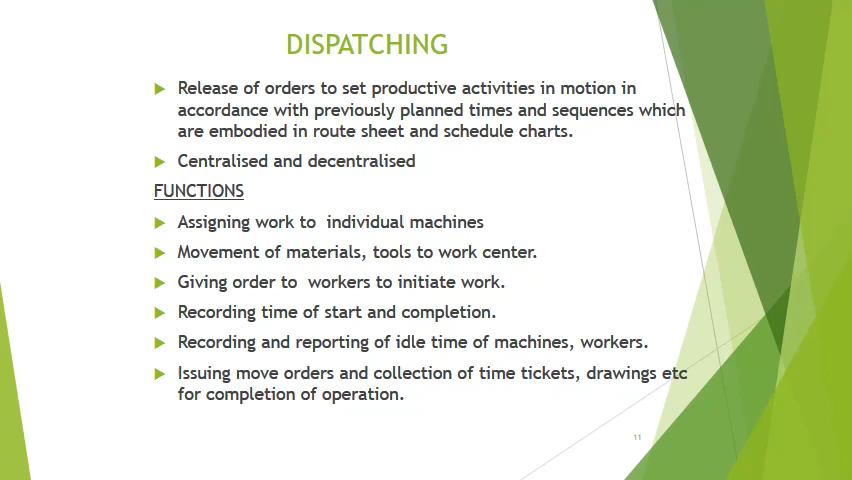 DISPATCHING
Release of orders to set productive activities in motion in
accordance with previously planned times and sequences which
are embodied in route sheet and schedule charts.
Centralised and decentralised
FUNCTIONS
Assigning work to  individual machines
Movement of materials, tools to work center.
Giving order to  workers to initiate work.
Recording time of start and completion.
Recording and reporting of idle time of machines, workers.
Issuing move orders and collection of time tickets, drawings etc
for completion of operation.
11